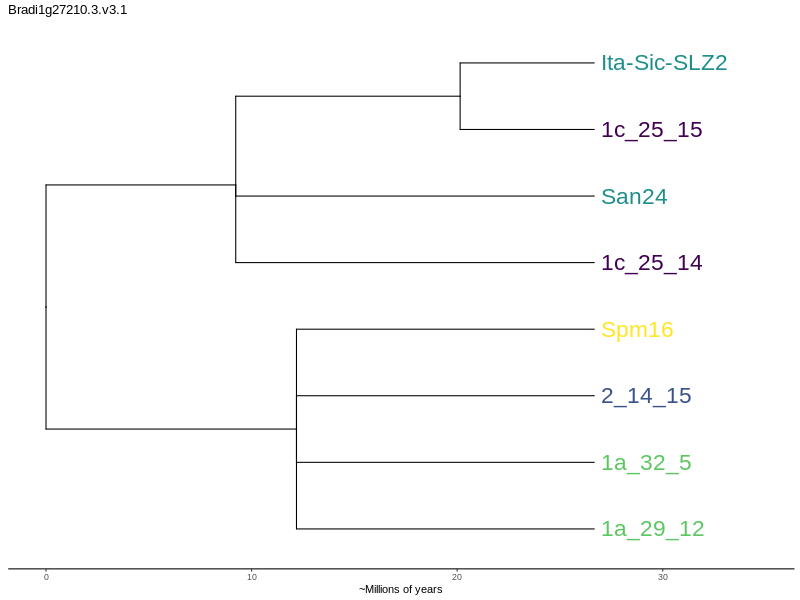 Bradi1g27210.3.v3.1
Ita-Sic-SLZ2
1c_25_15
San24
1c_25_14
Spm16
2_14_15
1a_32_5
1a_29_12
0 10 20 30
~Millions of years